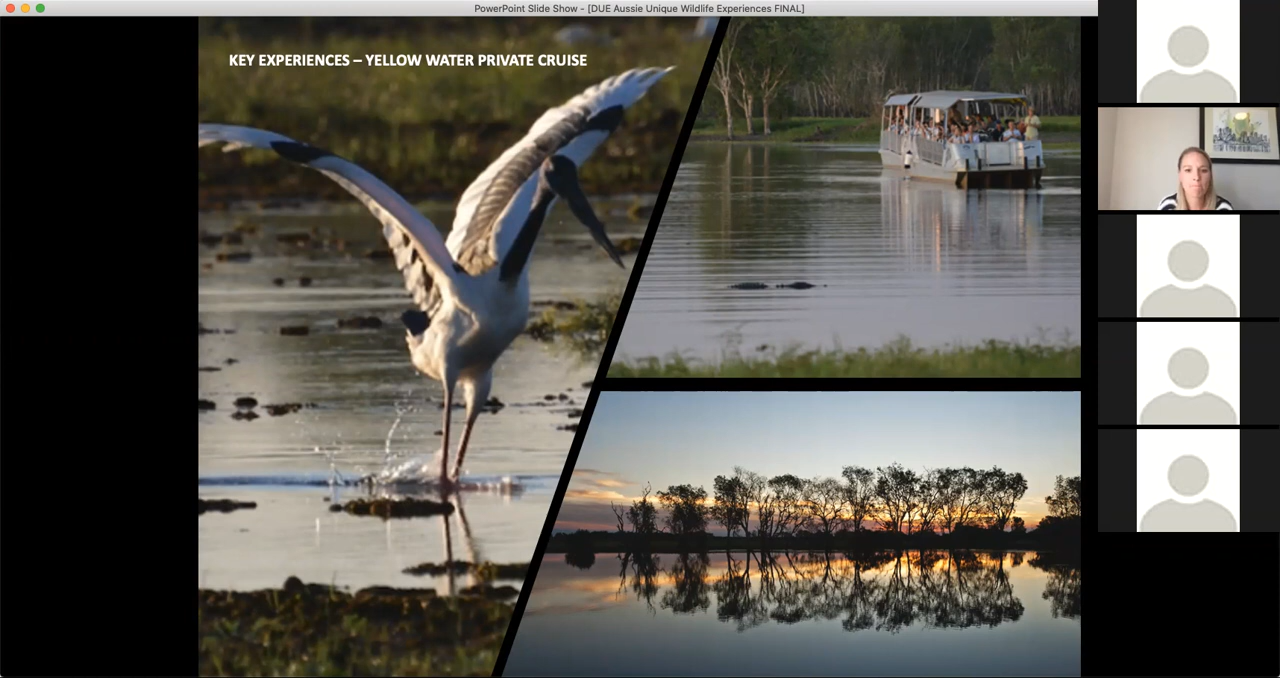 PowerPoint Slide Show - [DUE Aussie Unique Wildlife Experiences FINAL]
KEY EXPERIENCES – YELLOW WATER PRIVATE CRUISE